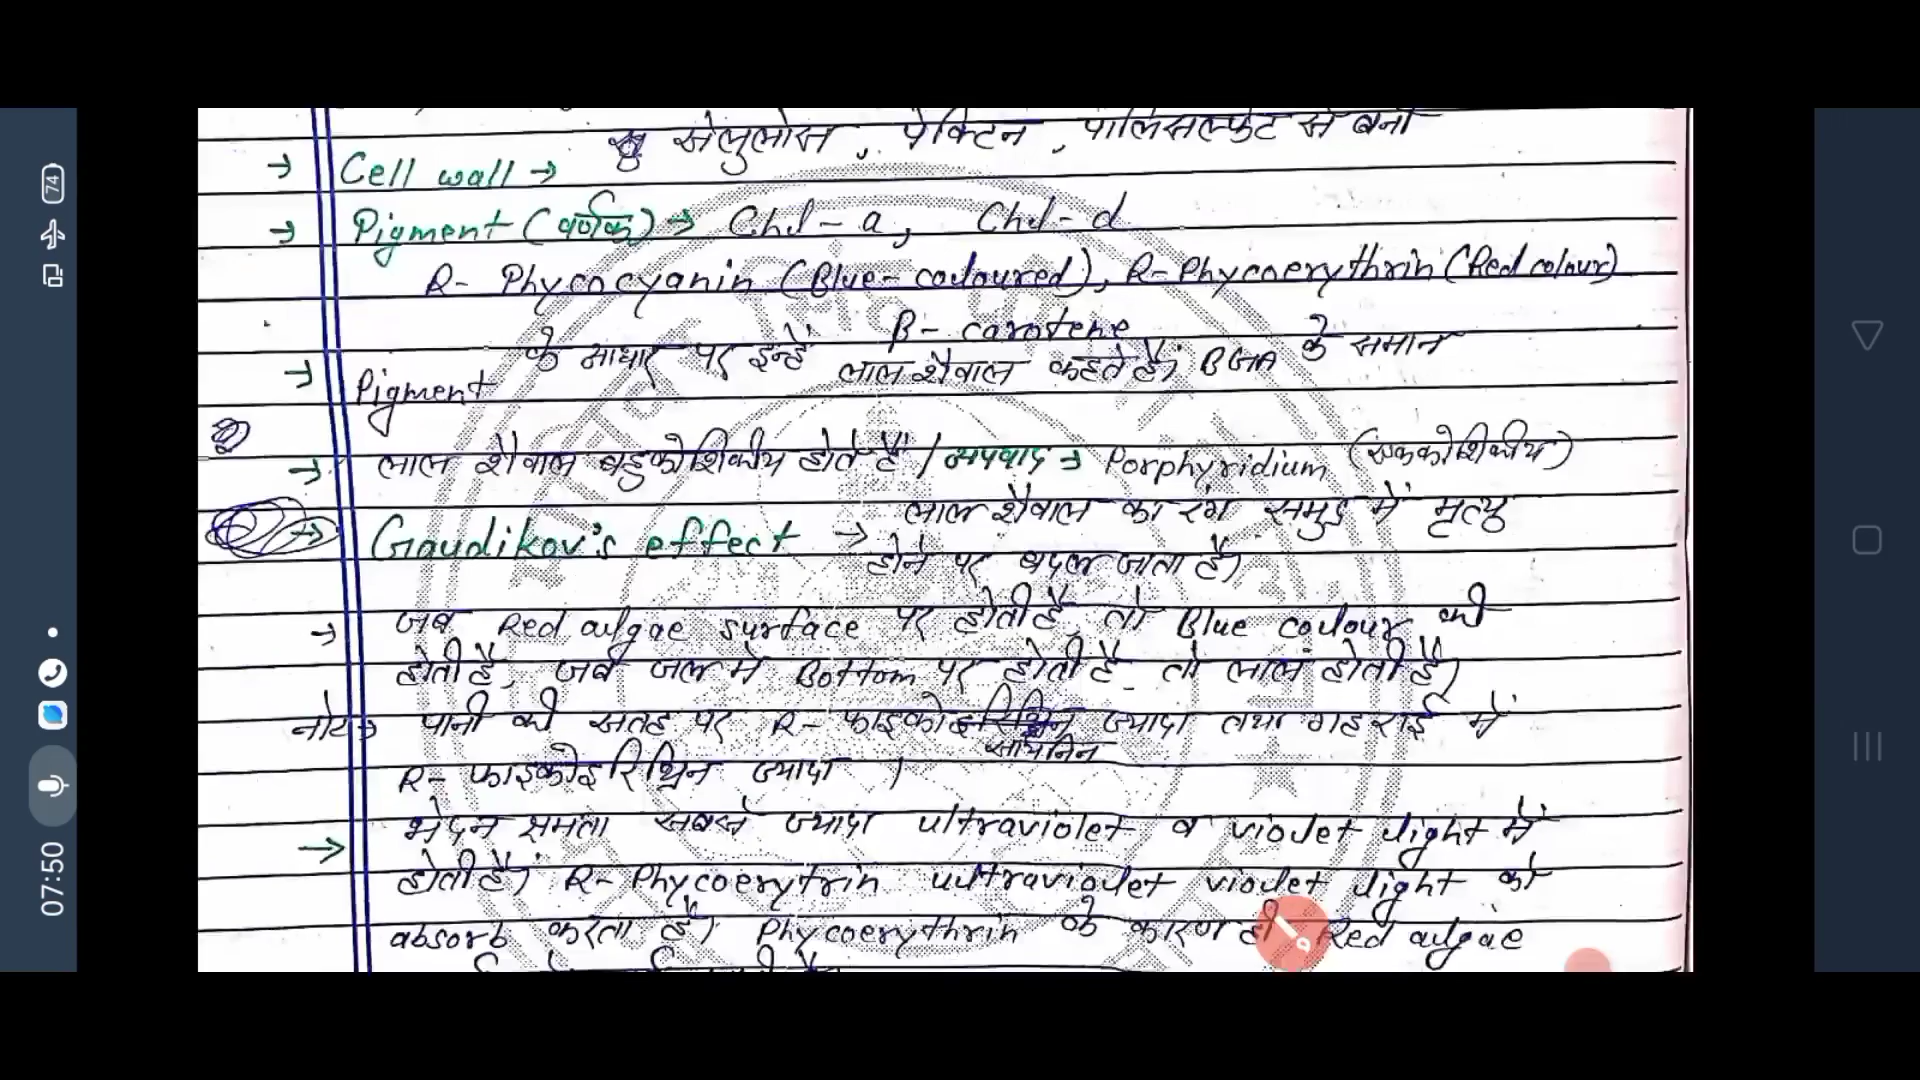 सेलुलोस, पेक्टिन, पालिसल्फेट से बनी
→ Cell wall →
→ Pigment (वर्णक) → Chl - a, Chl - d
R- Phycocyanin (Blue-coloured), R-Phycoerythrin (Red colour)
β- carotene
→ Pigment के आधार पर इन्हें लाल शैवाल कहते हैं। BGA के समान
→ लाल शैवाल बहुकोशिकीय होते हैं। अपवाद → Porphyridium (एककोशिकीय)
→ Gaudikov's effect → लाल शैवाल का रंग समुद्र में मृत्यु
होने पर बदल जाता है।
→ जब Red algae surface पर होती है, तो Blue colour की
होती है, जब जल में Bottom पर होती है - तो लाल होती है।
नोट → पानी की सतह पर R- फाइकोसायनिन ज्यादा तथा गहराई में
R- फाइकोइरिथ्रिन ज्यादा ।
→ भेदन क्षमता सबसे ज्यादा ultraviolet व violet light में
होती है। R-Phycoerytrin ultraviolet violet light को
absorb करता है। Phycoerythrin के कारण ही Red algae
74
07:50